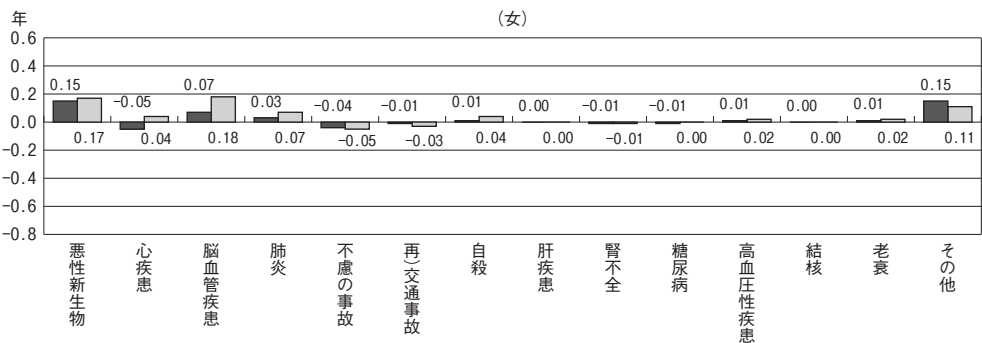 年
(女)
0.6
0.4
0.2
0.0
−0.2
−0.4
−0.6
−0.8
0.15 −0.05 0.07 0.03 −0.04 −0.01 0.01 0.00 −0.01 −0.01 0.01 0.00 0.01 0.15
0.17 0.04 0.18 0.07 −0.05 −0.03 0.04 0.00 −0.01 0.00 0.02 0.00 0.02 0.11
悪性新生物
心疾患
脳血管疾患
肺炎
不慮の事故
再）交通事故
自殺
肝疾患
腎不全
糖尿病
高血圧性疾患
結核
老衰
その他